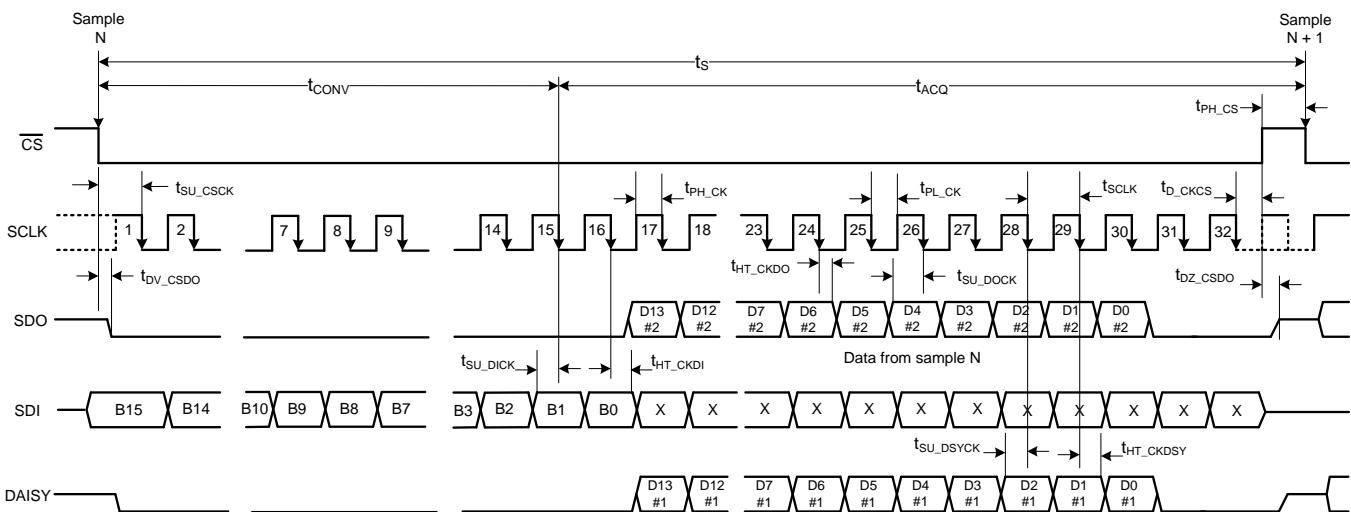 Sample N
Sample N + 1
tS
tCONV
tACQ
tPH_CS
CS
tSU_CSCK
tPH_CK
tPL_CK
tSCLK
tD_CKCS
SCLK
1 2 7 8 9 14 15 16 17 18 23 24 25 26 27 28 29 30 31 32
tDV_CSDO
tHT_CKDO
tSU_DOCK
tDZ_CSDO
SDO
D13 #2 D12 #2 D7 #2 D6 #2 D5 #2 D4 #2 D3 #2 D2 #2 D1 #2 D0 #2
tSU_DICK
tHT_CKDI
Data from sample N
SDI
B15 B14 B10 B9 B8 B7 B3 B2 B1 B0 X X X X X X X X X X X X
tSU_DSYCK
tHT_CKDSY
DAISY
D13 #1 D12 #1 D7 #1 D6 #1 D5 #1 D4 #1 D3 #1 D2 #1 D1 #1 D0 #1